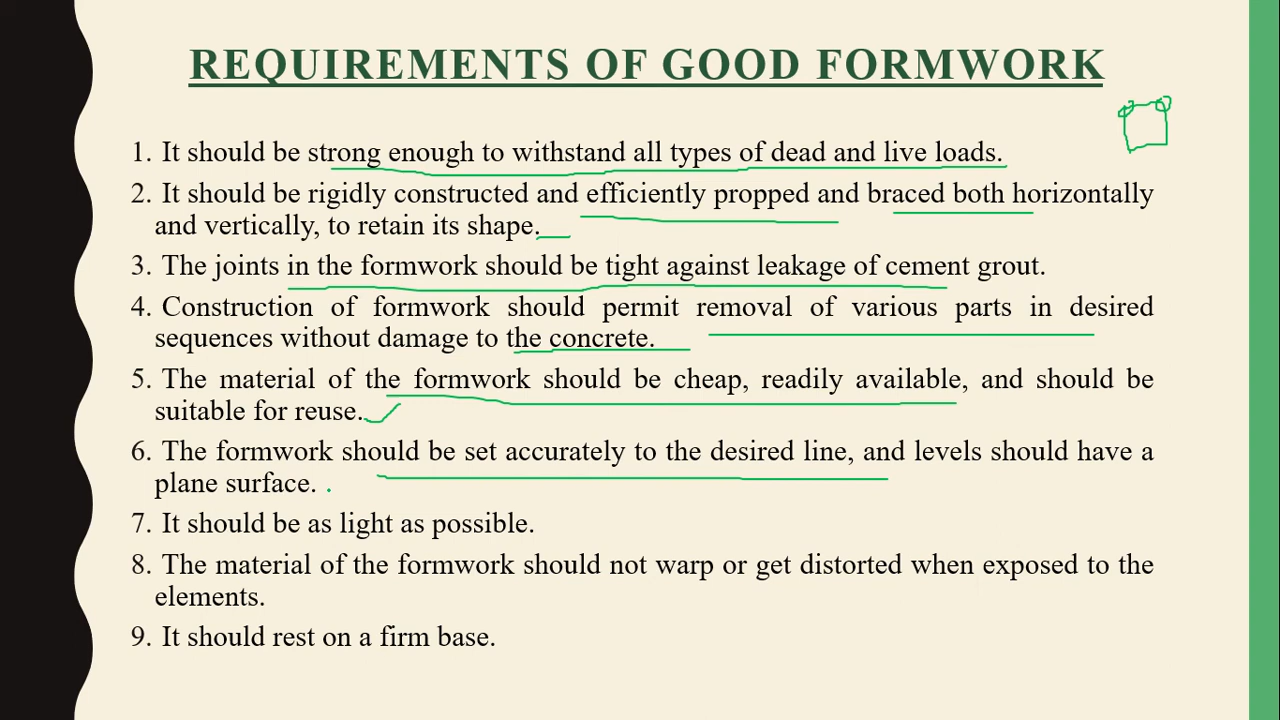 REQUIREMENTS OF GOOD FORMWORK
1. It should be strong enough to withstand all types of dead and live loads.
2. It should be rigidly constructed and efficiently propped and braced both horizontally
and vertically, to retain its shape.
3. The joints in the formwork should be tight against leakage of cement grout.
4. Construction of formwork should permit removal of various parts in desired
sequences without damage to the concrete.
5. The material of the formwork should be cheap, readily available, and should be
suitable for reuse.
6. The formwork should be set accurately to the desired line, and levels should have a
plane surface.
7. It should be as light as possible.
8. The material of the formwork should not warp or get distorted when exposed to the
elements.
9. It should rest on a firm base.